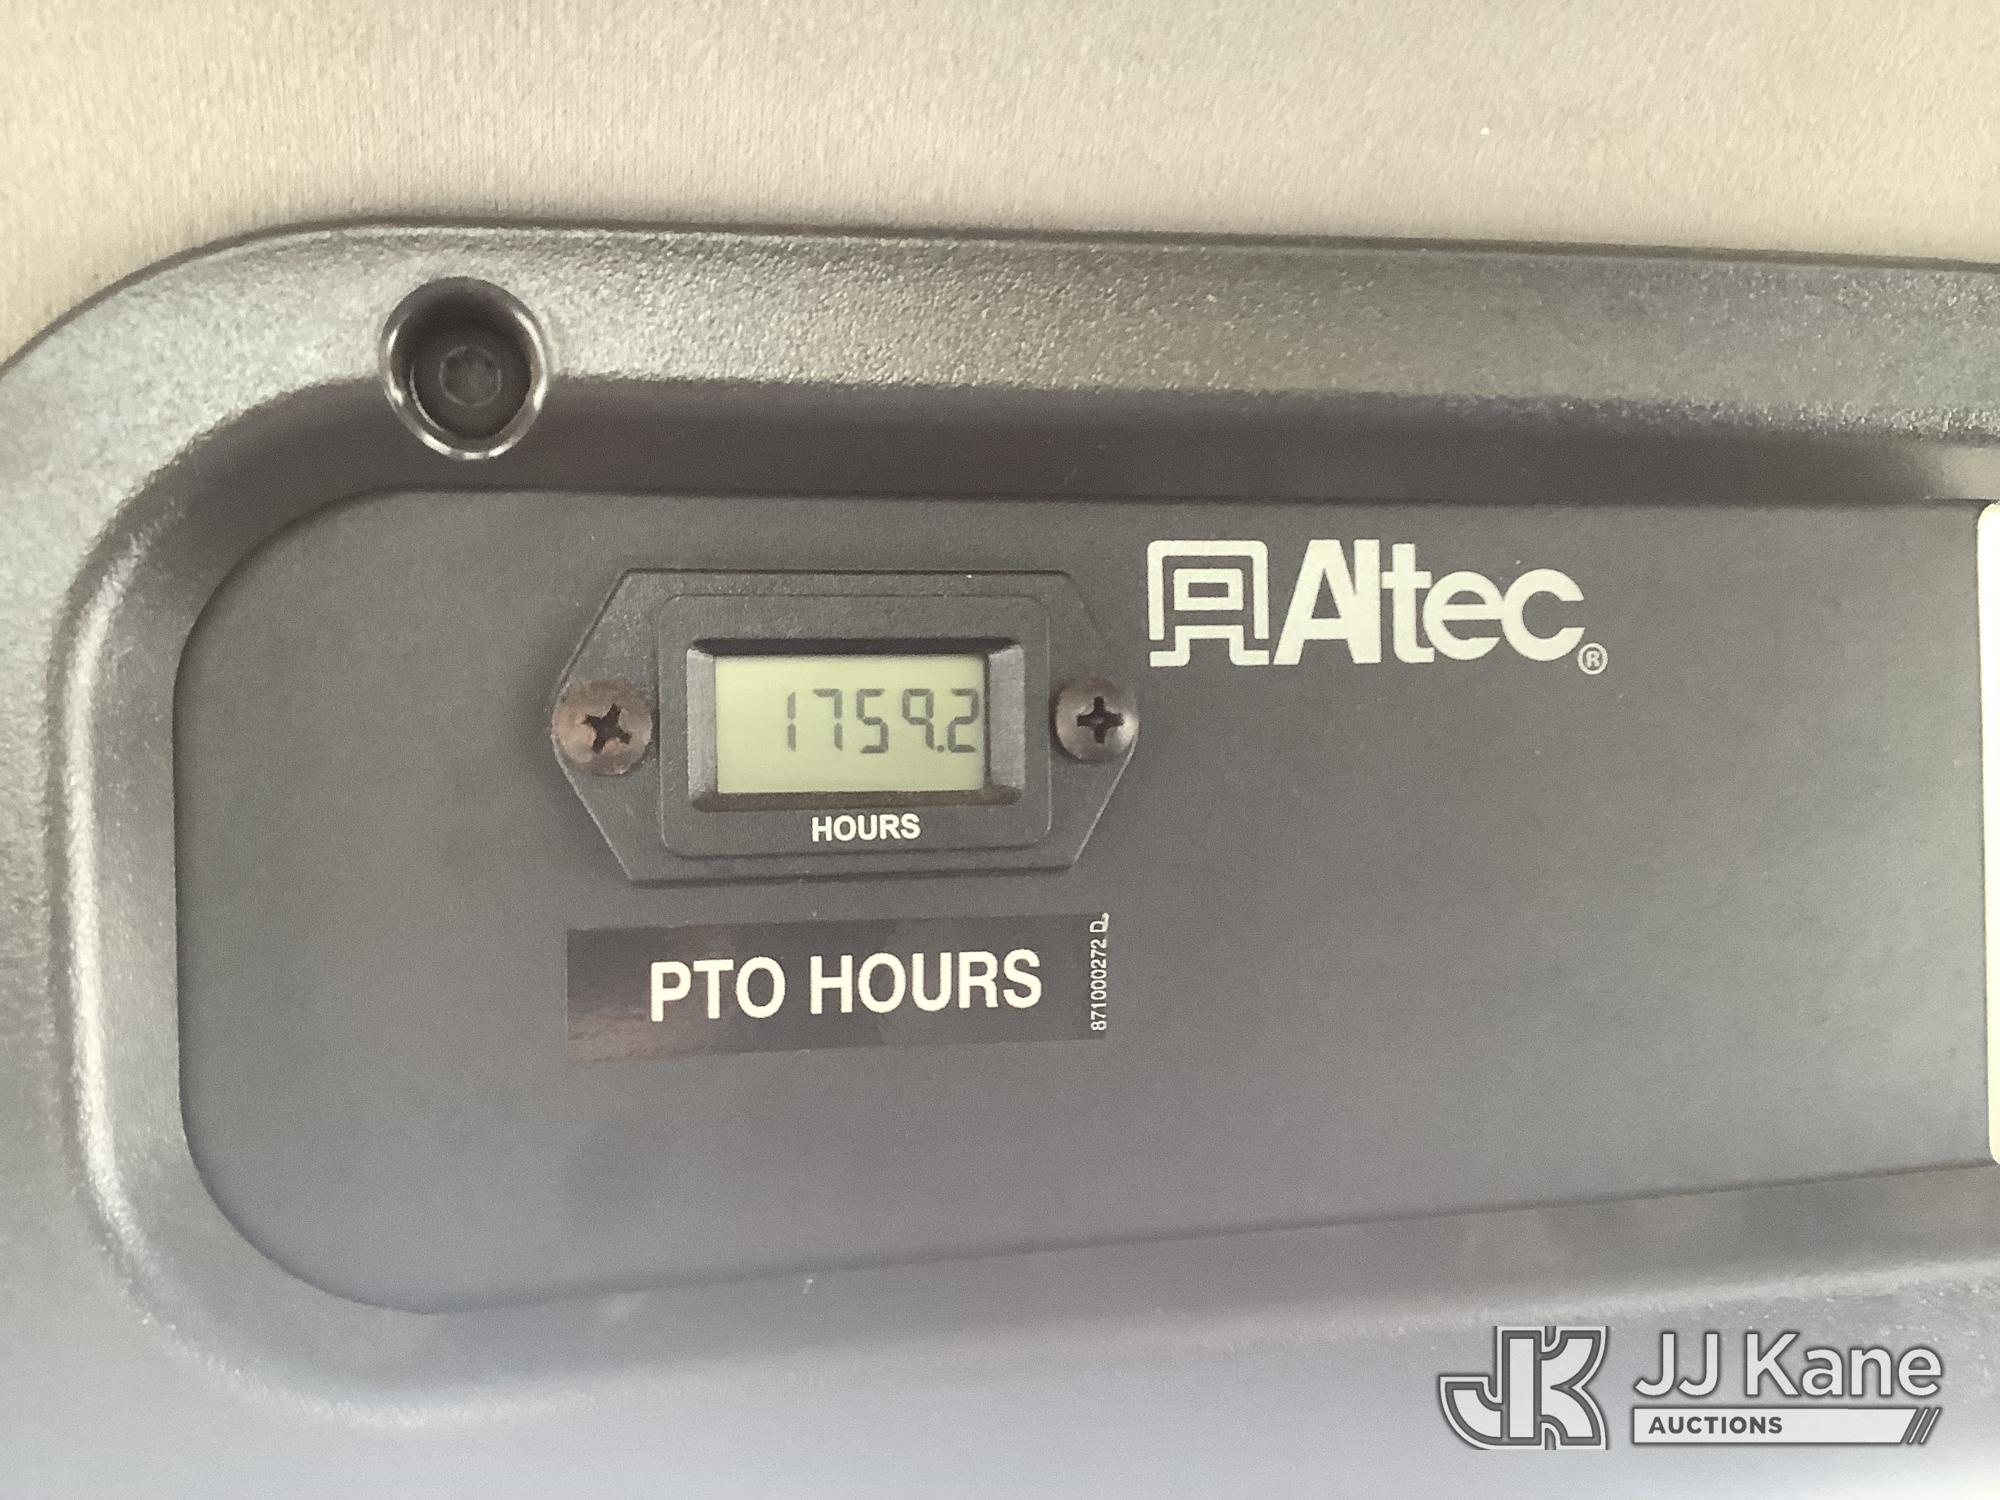 Altec®
1759.2
HOURS
PTO HOURS
871000272 D
JJ Kane
AUCTIONS